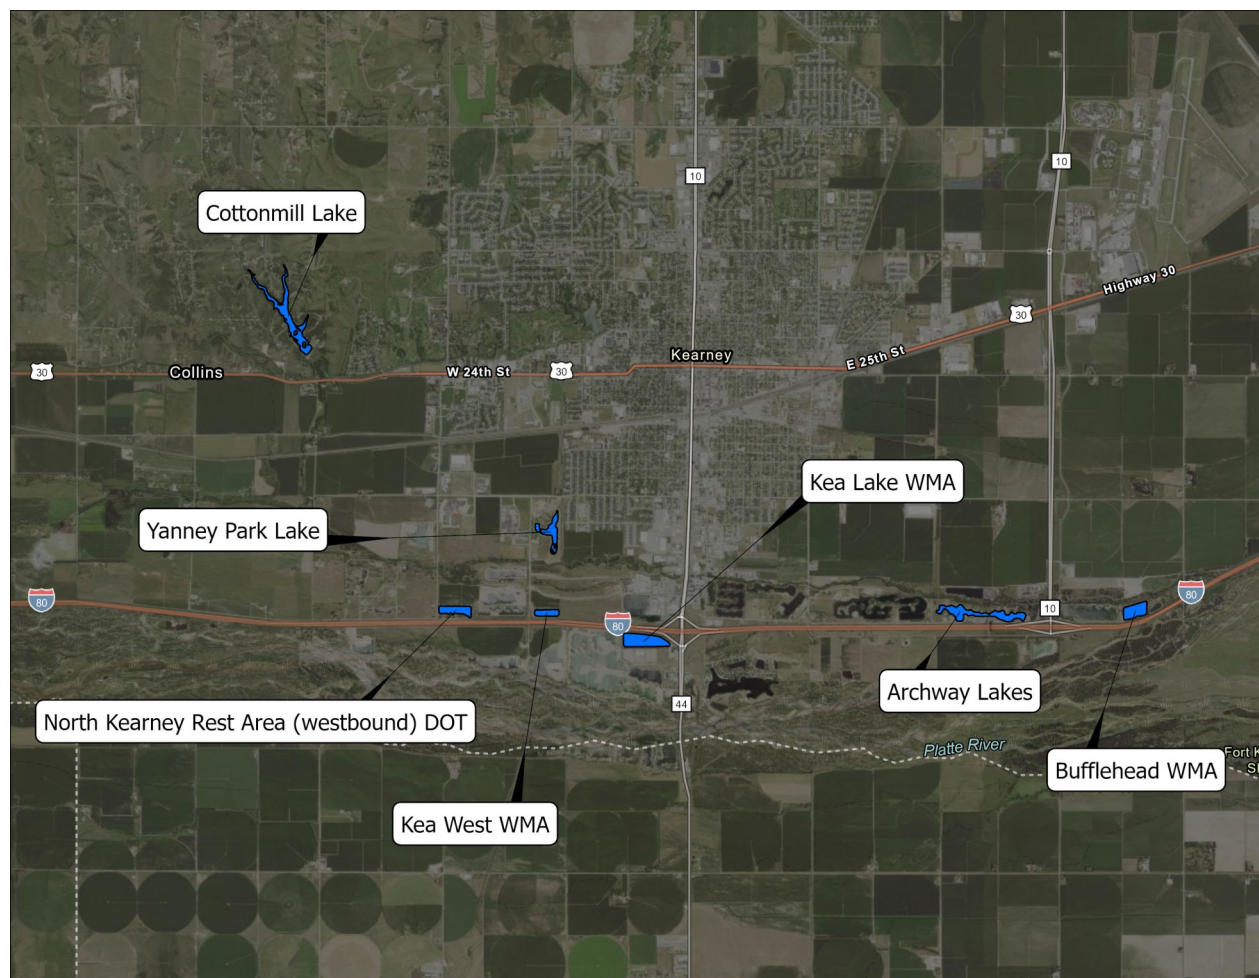 10
10
Cottonmill Lake
Highway 30
30
E 25th St
Kearney
30
Collins
W 24th St
30
Kea Lake WMA
Yanney Park Lake
80
80
80
10
Archway Lakes
North Kearney Rest Area (westbound) DOT
44
Platte River
Fort K
Bufflehead WMA
Kea West WMA